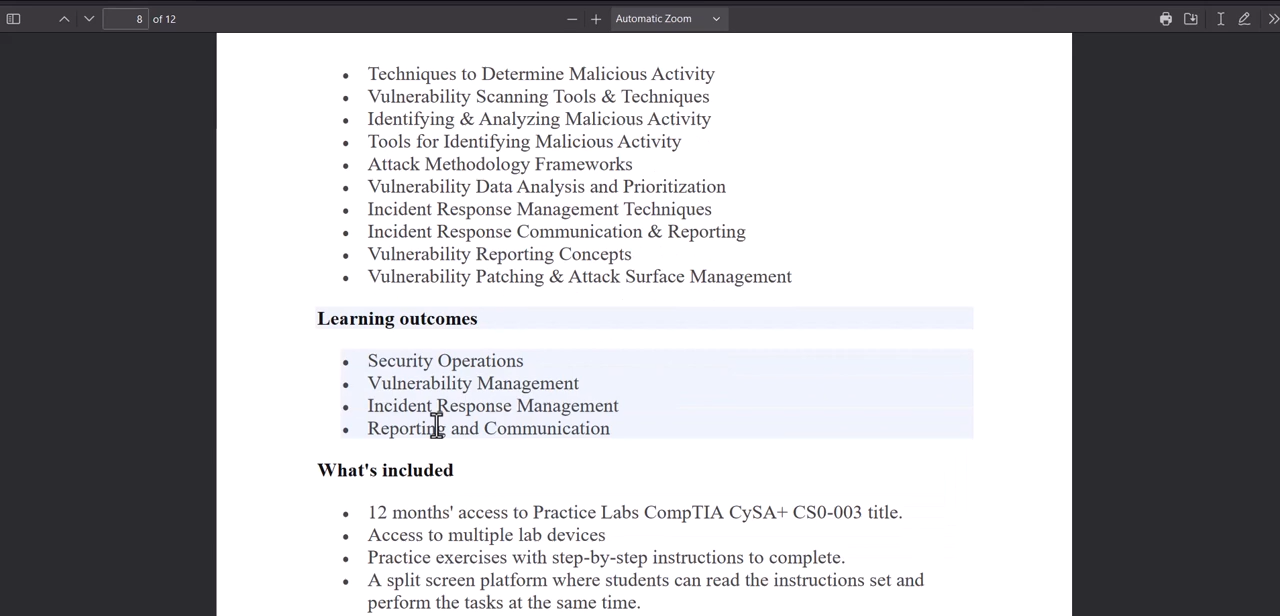 8 of 12
Automatic Zoom
• Techniques to Determine Malicious Activity
• Vulnerability Scanning Tools & Techniques
• Identifying & Analyzing Malicious Activity
• Tools for Identifying Malicious Activity
• Attack Methodology Frameworks
• Vulnerability Data Analysis and Prioritization
• Incident Response Management Techniques
• Incident Response Communication & Reporting
• Vulnerability Reporting Concepts
• Vulnerability Patching & Attack Surface Management
Learning outcomes
• Security Operations
• Vulnerability Management
• Incident Response Management
• Reporting and Communication
What's included
• 12 months' access to Practice Labs CompTIA CySA+ CS0-003 title.
• Access to multiple lab devices
• Practice exercises with step-by-step instructions to complete.
• A split screen platform where students can read the instructions set and
perform the tasks at the same time.